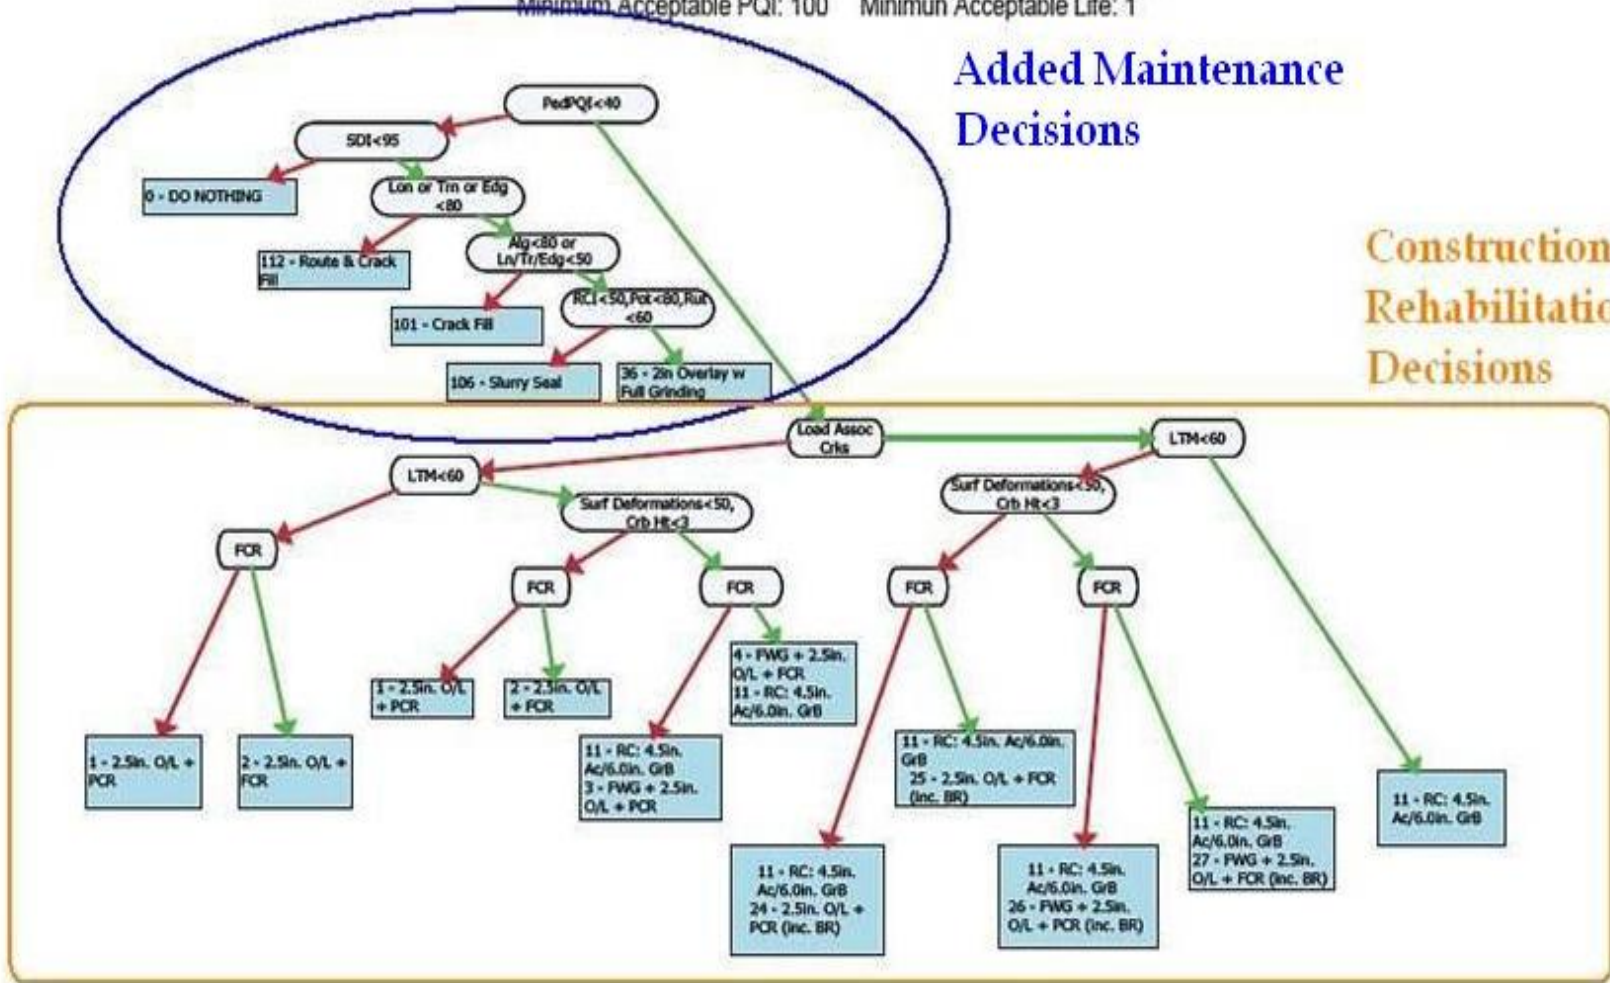 Minimum Acceptable PQI: 100 Minimun Acceptable Life: 1
Added Maintenance
Decisions
PedPQI<40
SDI<95
0 - DO NOTHING
Lon or Trn or Edg
<80
112 - Route & Crack
Fill
Alg<80 or
Ln/Tr/Edg<50
101 - Crack Fill
RCI<50,Pot<80,Rut
<60
106 - Slurry Seal
36 - 2in Overlay w
Full Grinding
Construction
Rehabilitatio
Decisions
Load Assoc
Crks
LTM<60
LTM<60
Surf Deformations<50,
Crb Ht<3
Surf Deformations<50,
Crb Ht<3
FCR
FCR
FCR
FCR
FCR
1 - 2.5in. O/L +
PCR
2 - 2.5in. O/L +
FCR
1 - 2.5in. O/L
+ PCR
2 - 2.5in. O/L
+ FCR
11 - RC: 4.5in.
Ac/6.0in. GrB
3 - FWG + 2.5in.
O/L + PCR
4 - FWG + 2.5in.
O/L + FCR
11 - RC: 4.5in.
Ac/6.0in. GrB
11 - RC: 4.5in.
Ac/6.0in. GrB
24 - 2.5in. O/L +
PCR (inc. BR)
11 - RC: 4.5in. Ac/6.0in.
GrB
25 - 2.5in. O/L + FCR
(inc. BR)
11 - RC: 4.5in.
Ac/6.0in. GrB
26 - FWG + 2.5in.
O/L + PCR (inc. BR)
11 - RC: 4.5in.
Ac/6.0in. GrB
27 - FWG + 2.5in.
O/L + FCR (inc. BR)
11 - RC: 4.5in.
Ac/6.0in. GrB